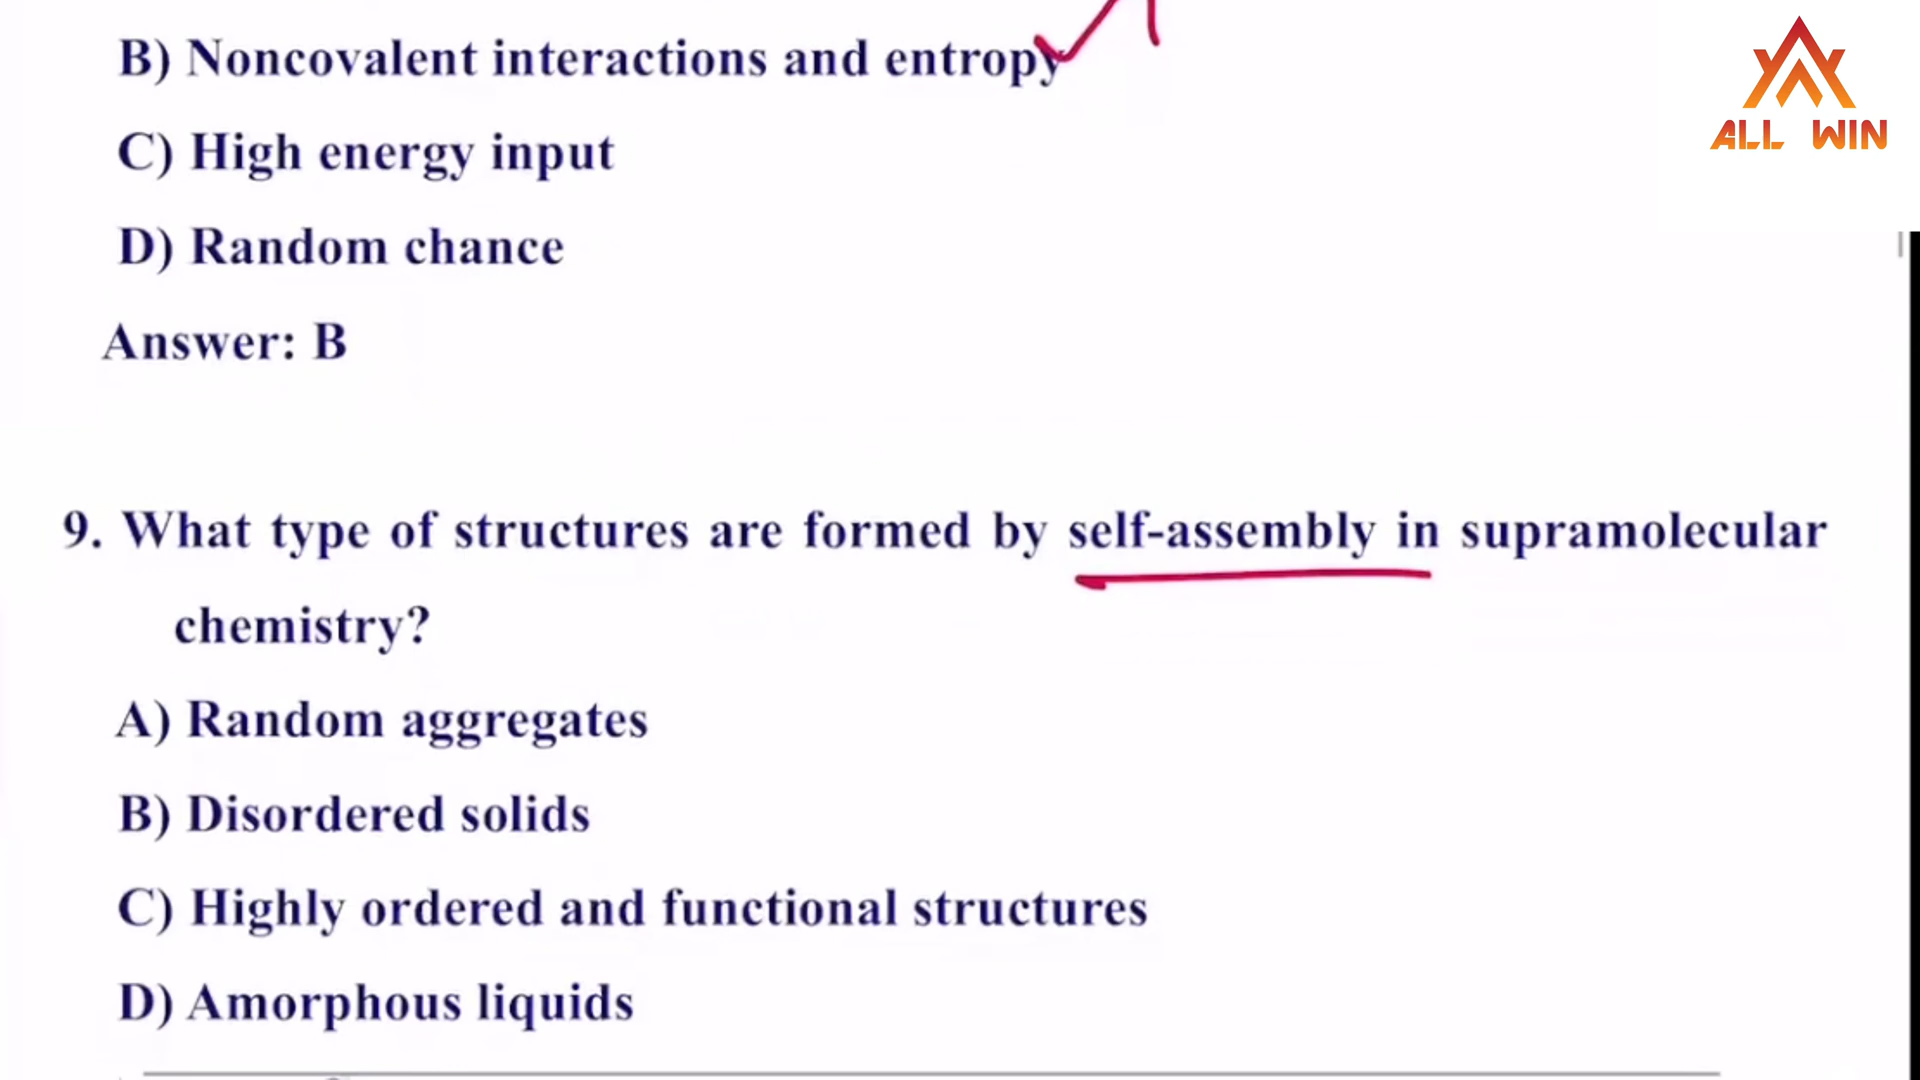 B) Noncovalent interactions and entropy
ALL WIN
C) High energy input
D) Random chance
Answer: B
9. What type of structures are formed by self-assembly in supramolecular
chemistry?
A) Random aggregates
B) Disordered solids
C) Highly ordered and functional structures
D) Amorphous liquids